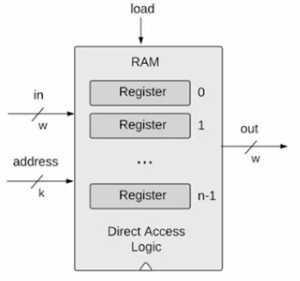 load
RAM
in
w
address
k
Register 0
Register 1
...
Register n-1
out
w
Direct Access
Logic